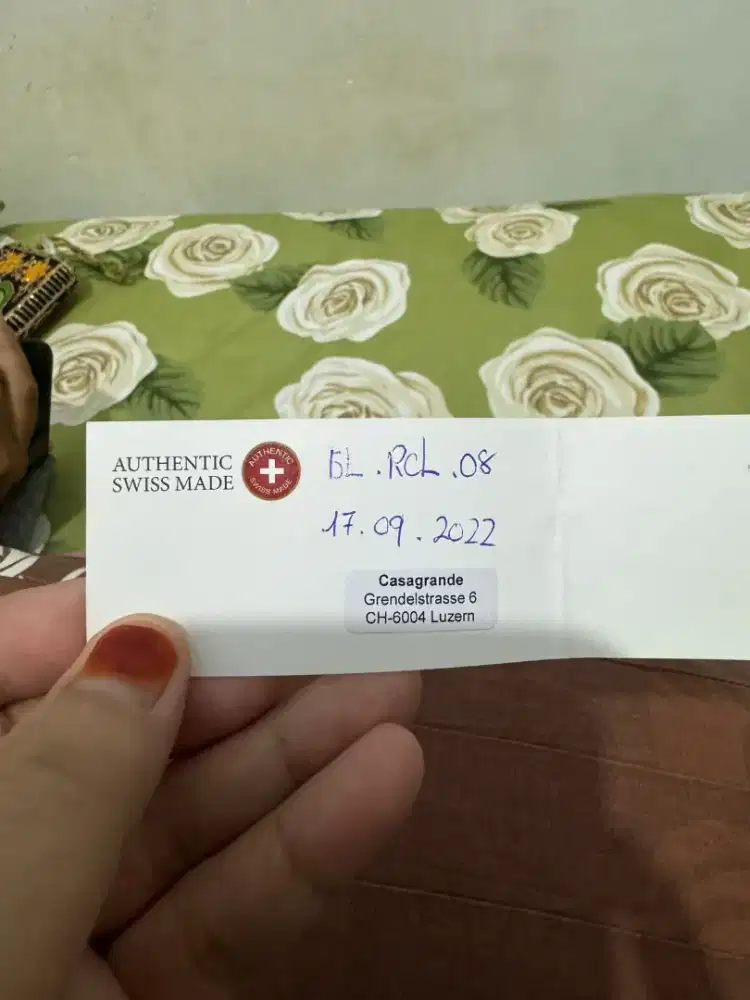 AUTHENTIC
SWISS MADE
AUTHENTIC
SWISS MADE
BL.RCL.08
17.09.2022
Casagrande
Grendelstrasse 6
CH-6004 Luzern